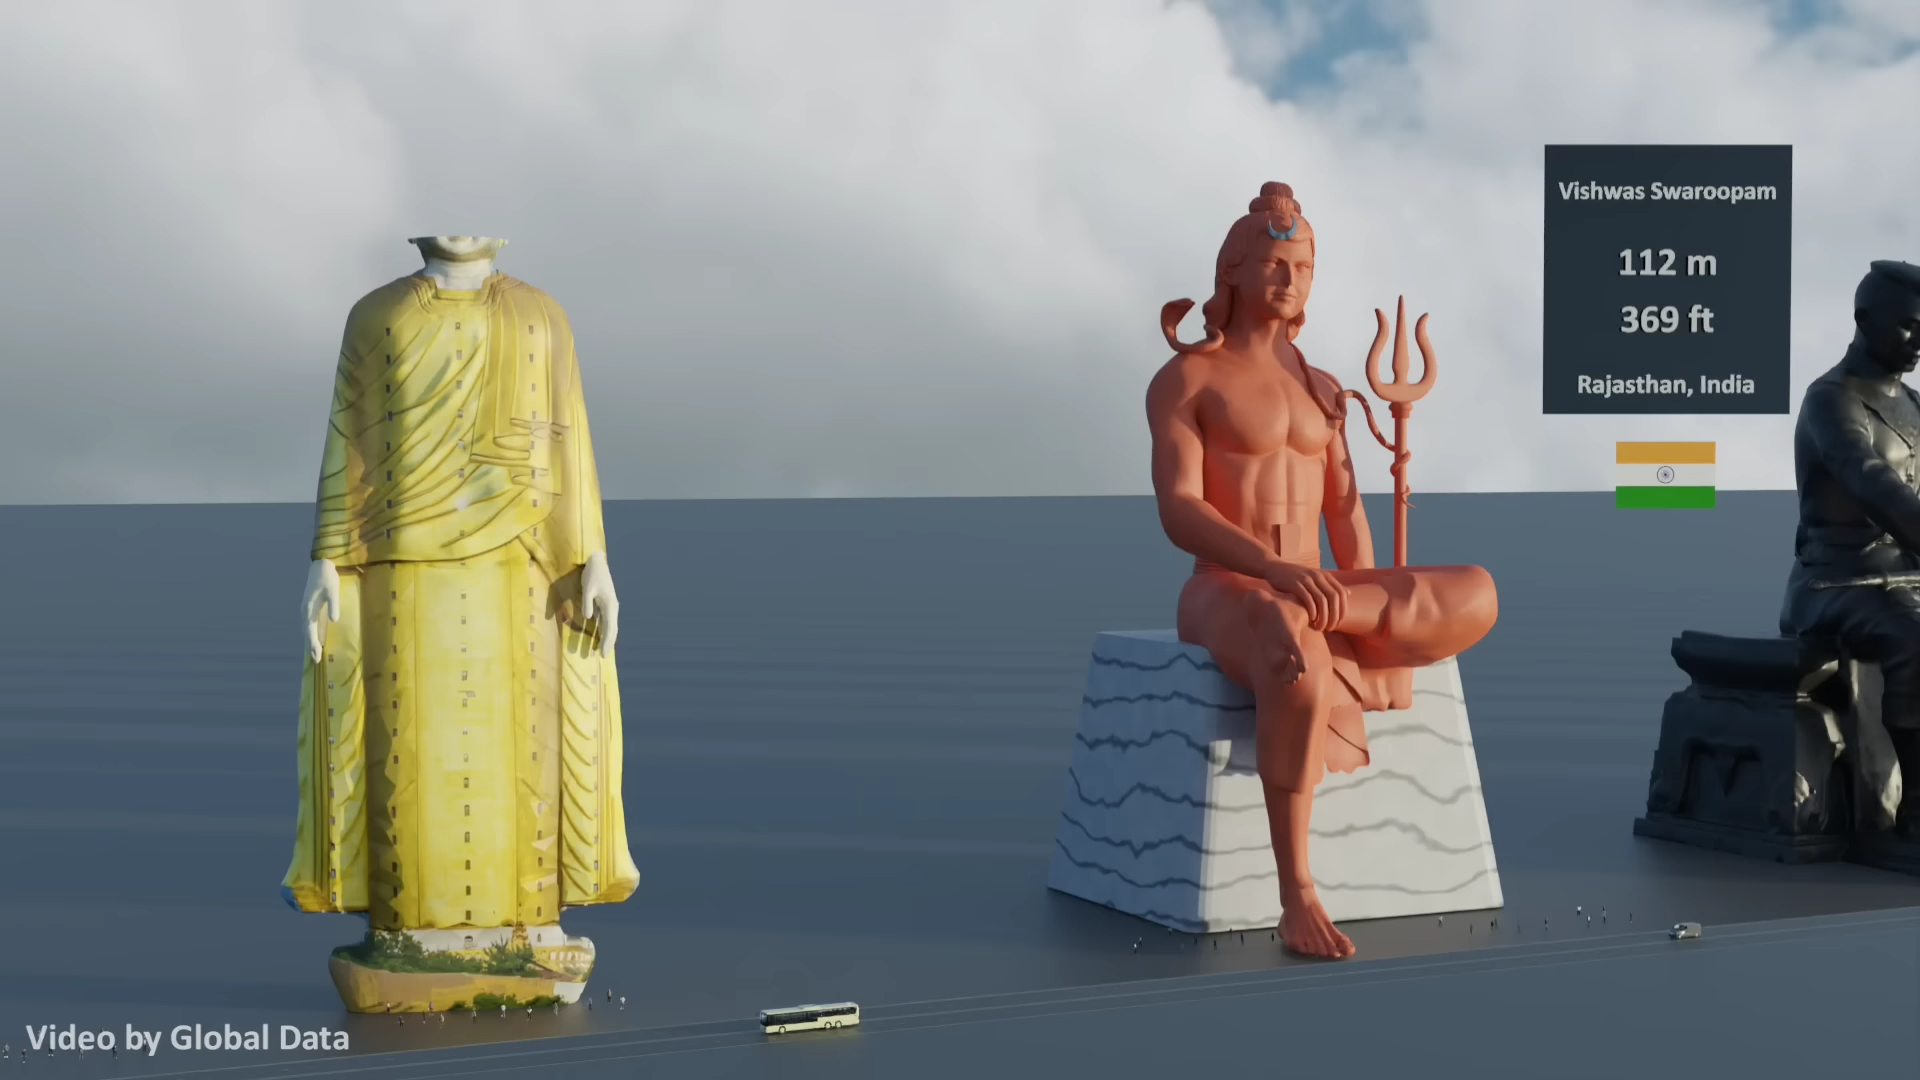 Vishwas Swaroopam
112 m
369 ft
Rajasthan, India
Video by Global Data